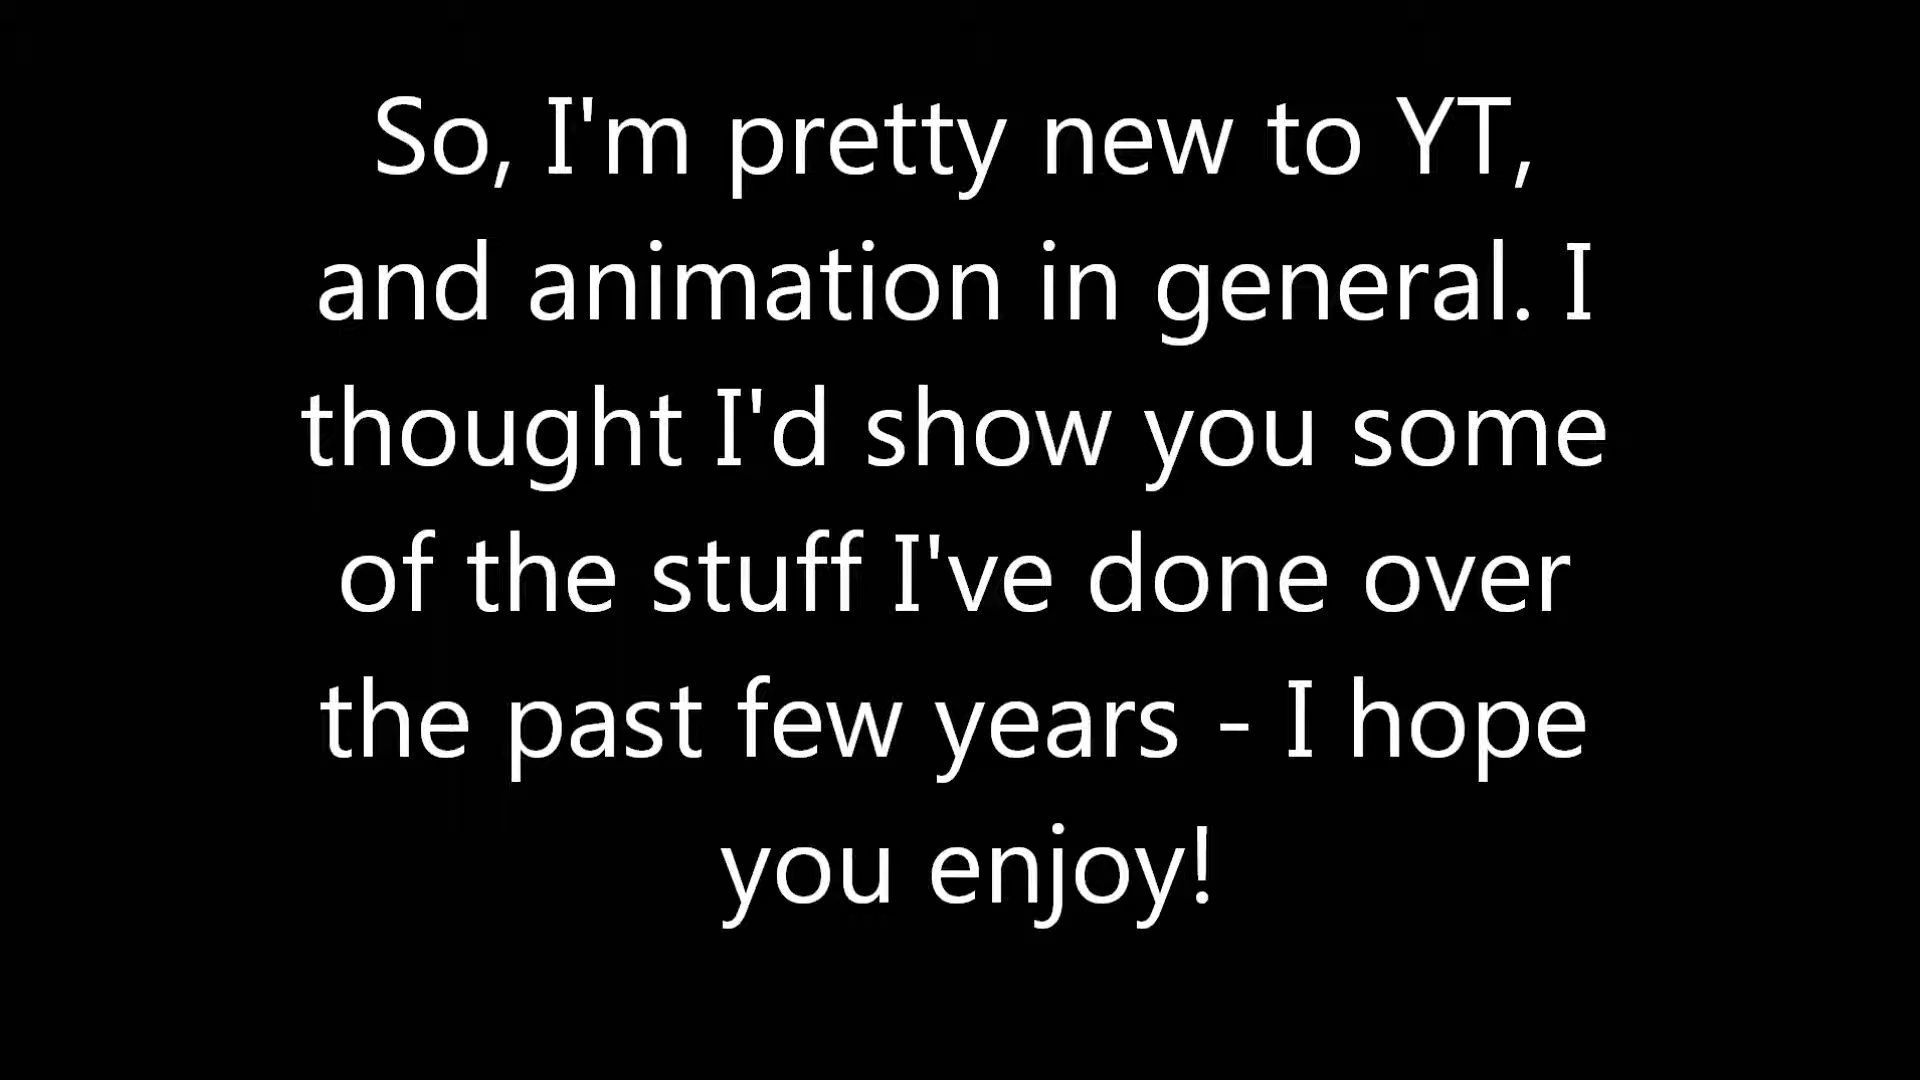 So, I'm pretty new to YT,
and animation in general. I
thought I'd show you some
of the stuff I've done over
the past few years - I hope
you enjoy!